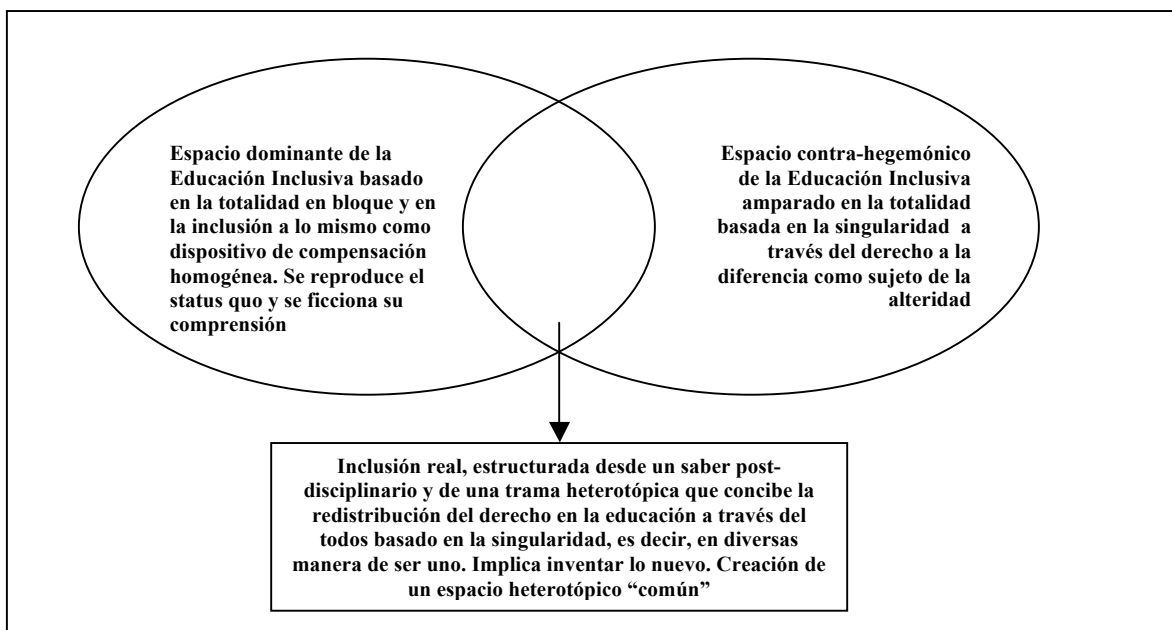 Espacio dominante de la
Educación Inclusiva basado
en la totalidad en bloque y en
la inclusión a lo mismo como
dispositivo de compensación
homogénea. Se reproduce el
status quo y se ficciona su
comprensión
Espacio contra-hegemónico
de la Educación Inclusiva
amparado en la totalidad
basada en la singularidad a
través del derecho a la
diferencia como sujeto de la
alteridad
Inclusión real, estructurada desde un saber post-
disciplinario y de una trama heterotópica que concibe la
redistribución del derecho en la educación a través del
todos basado en la singularidad, es decir, en diversas
manera de ser uno. Implica inventar lo nuevo. Creación de
un espacio heterotópico “común”